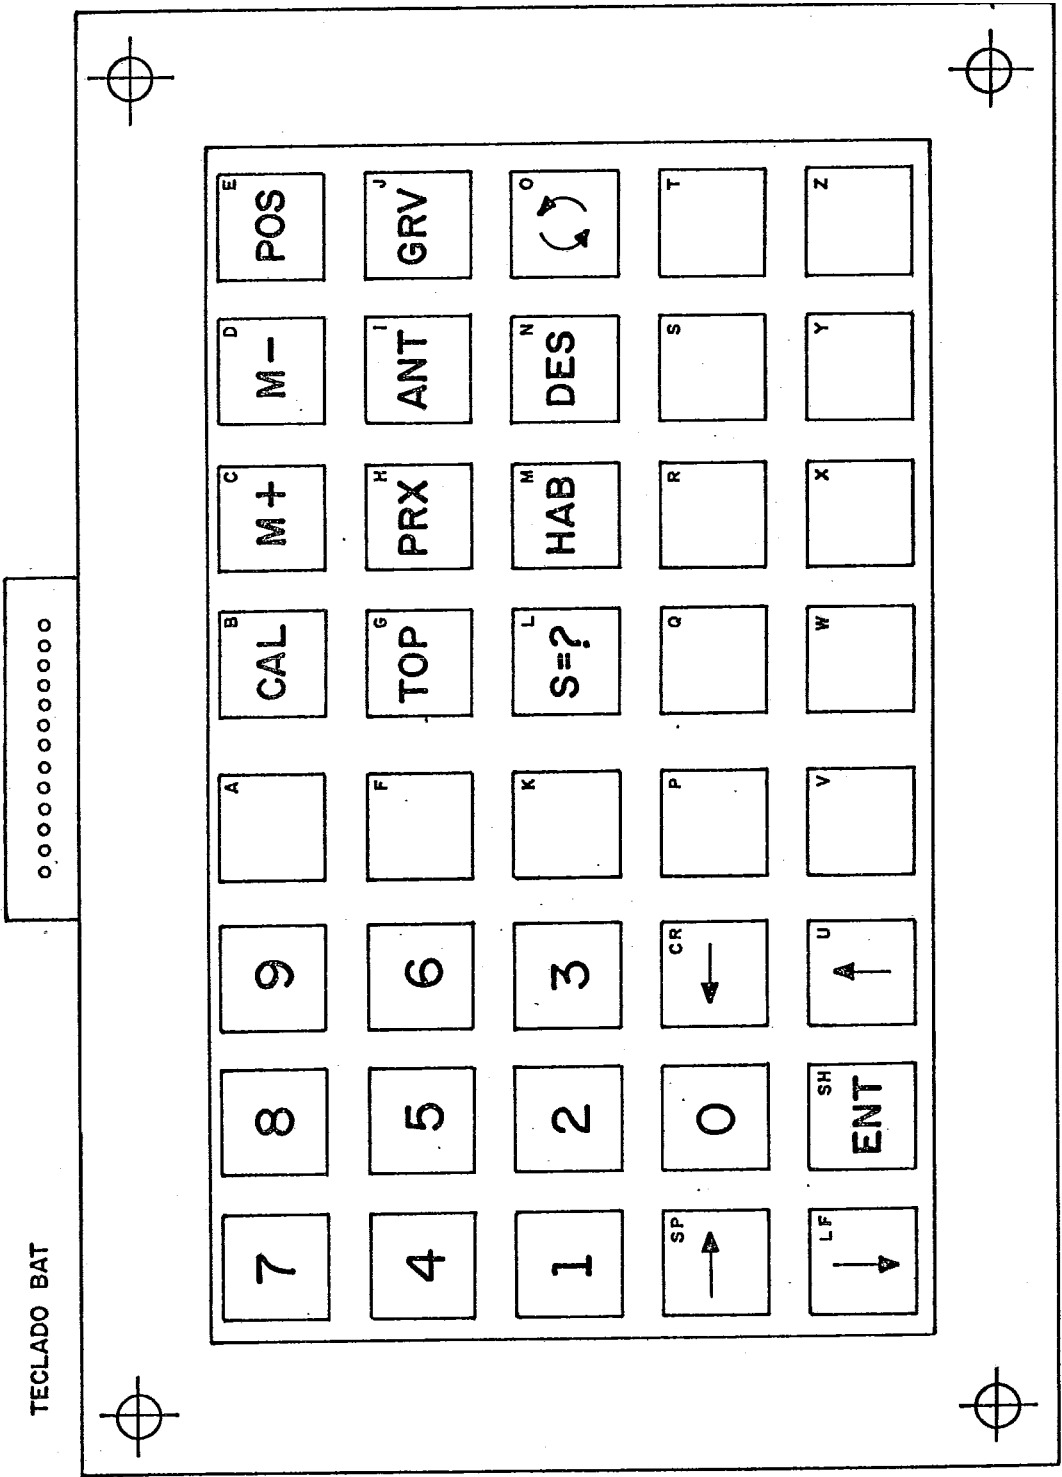 TECLADO BAT
A B C D E
7 8 9 CAL M+ M- POS
F G H I J
4 5 6 TOP PRX ANT GRV
K L M N O
1 2 3 S=? HAB DES
SP CR P Q R S T
0
LF SH U V W X Y Z
ENT